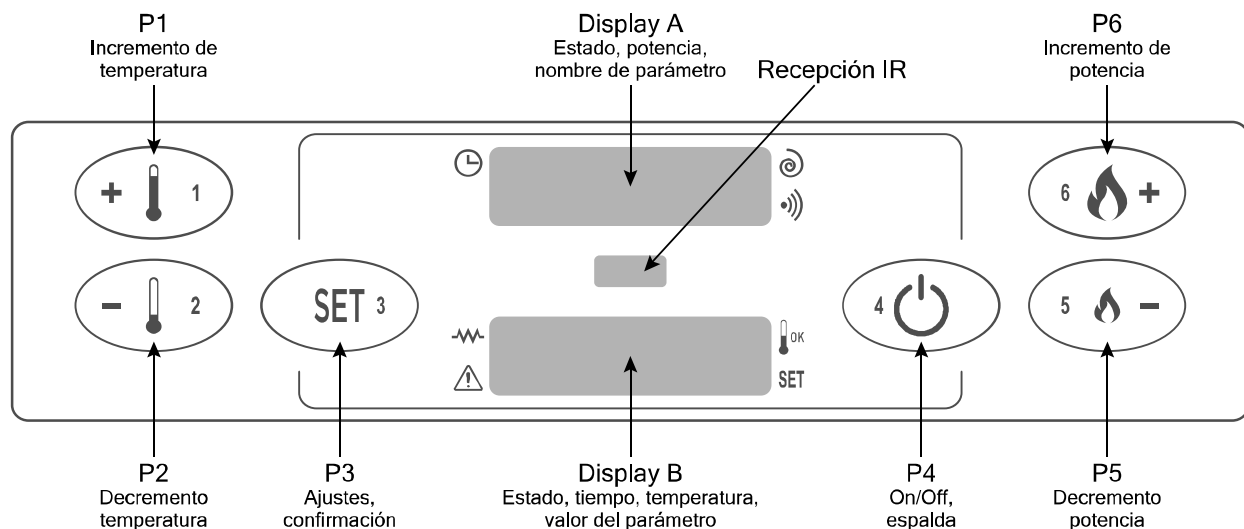 P1
Incremento de
temperatura
Display A
Estado, potencia,
nombre de parámetro
Recepción IR
P6
Incremento de
potencia
+ 1
6 +
- 2
SET 3
4
5 -
OK
SET
P2
Decremento
temperatura
P3
Ajustes,
confirmación
Display B
Estado, tiempo, temperatura,
valor del parámetro
P4
On/Off,
espalda
P5
Decremento
potencia